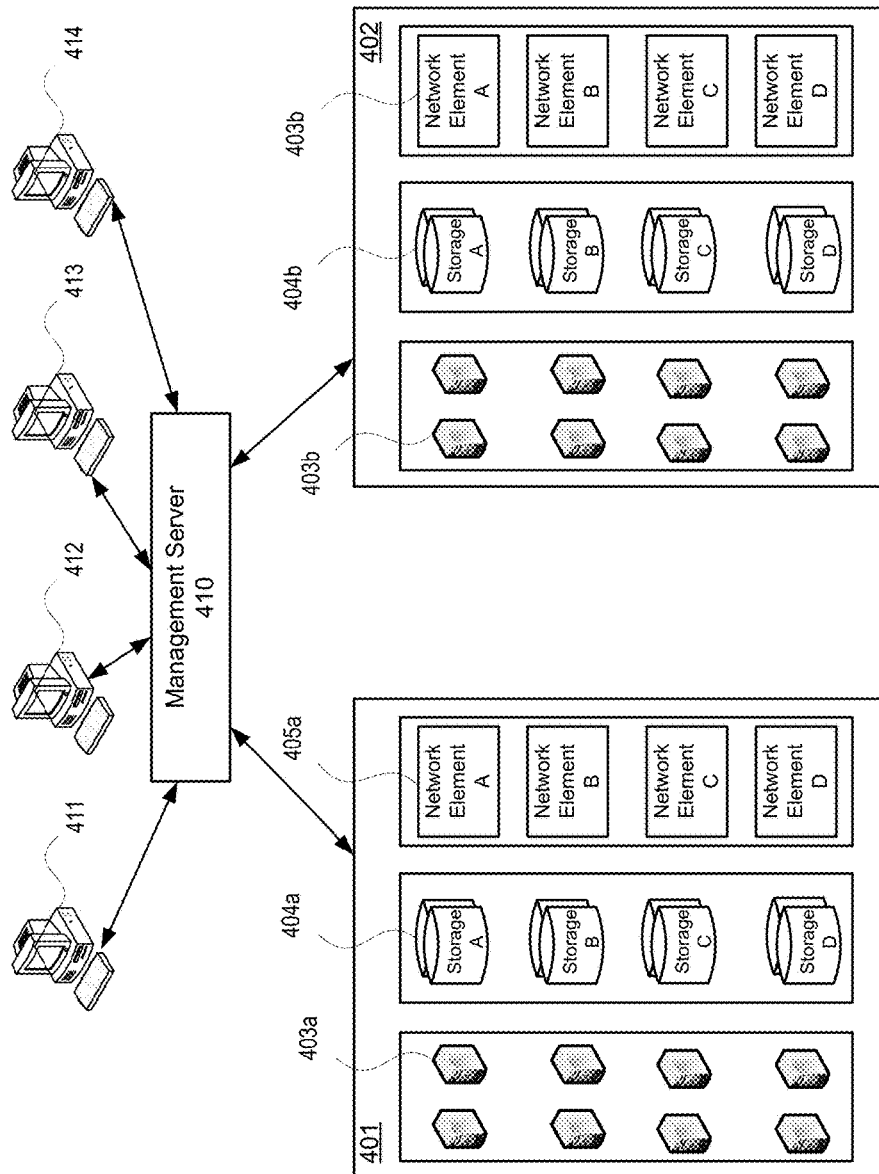 411
412
413
414
Management Server
410
401
403a
404a
405a
Storage
A
Storage
B
Storage
C
Storage
D
Network
Element
A
Network
Element
B
Network
Element
C
Network
Element
D
402
403b
404b
403b
Storage
A
Storage
B
Storage
C
Storage
D
Network
Element
A
Network
Element
B
Network
Element
C
Network
Element
D